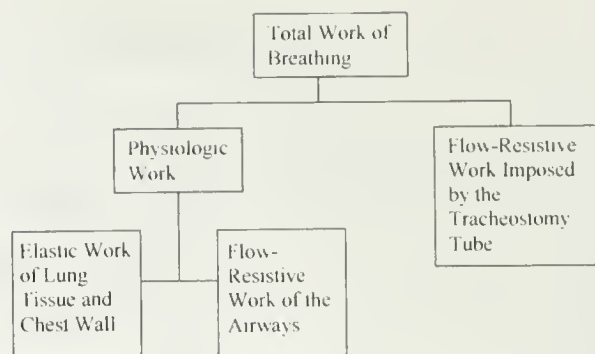 Total Work of
Breathing
Physiologic
Work
Flow-Resistive
Work Imposed
by the
Tracheostomy
Tube
Elastic Work
of Lung
Tissue and
Chest Wall
Flow-
Resistive
Work of the
Airways